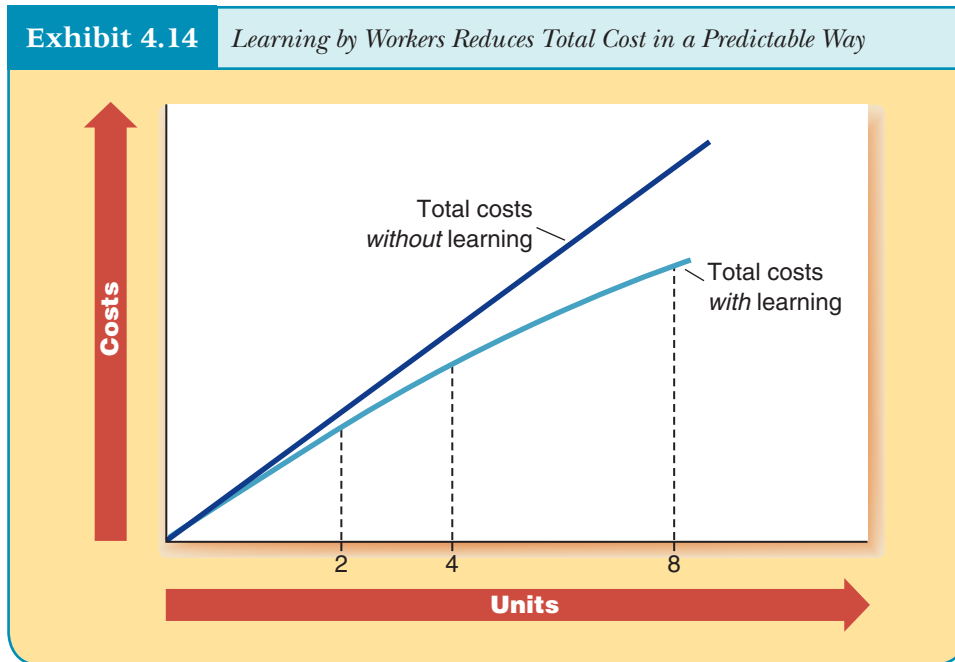 Exhibit 4.14
Learning by Workers Reduces Total Cost in a Predictable Way
Costs
Total costs
without learning
Total costs
with learning
2
4
8
Units